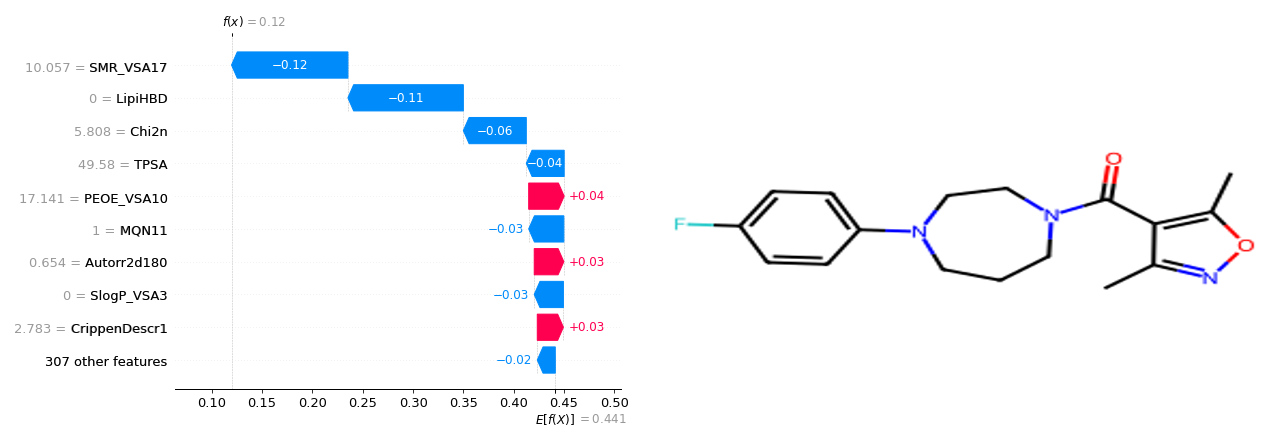 f(x) = 0.12
10.057 = SMR_VSA17
−0.12
0 = LipiHBD
−0.11
5.808 = Chi2n
−0.06
49.58 = TPSA
−0.04
17.141 = PEOE_VSA10
+0.04
1 = MQN11
−0.03
0.654 = Autorr2d180
+0.03
0 = SlogP_VSA3
−0.03
2.783 = CrippenDescr1
+0.03
307 other features
−0.02
0.10 0.15 0.20 0.25 0.30 0.35 0.40 0.45 0.50
E[f(X)] = 0.441
F
N
N
O
O
N